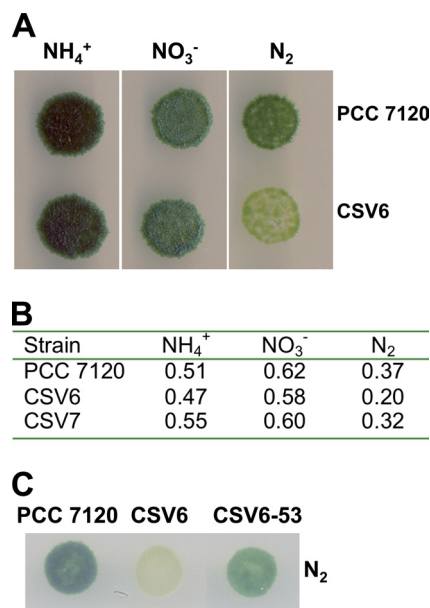 A
NH4+ NO3- N2
PCC 7120
CSV6
B
Strain NH4+ NO3- N2
PCC 7120 0.51 0.62 0.37
CSV6 0.47 0.58 0.20
CSV7 0.55 0.60 0.32
C
PCC 7120 CSV6 CSV6-53
N2